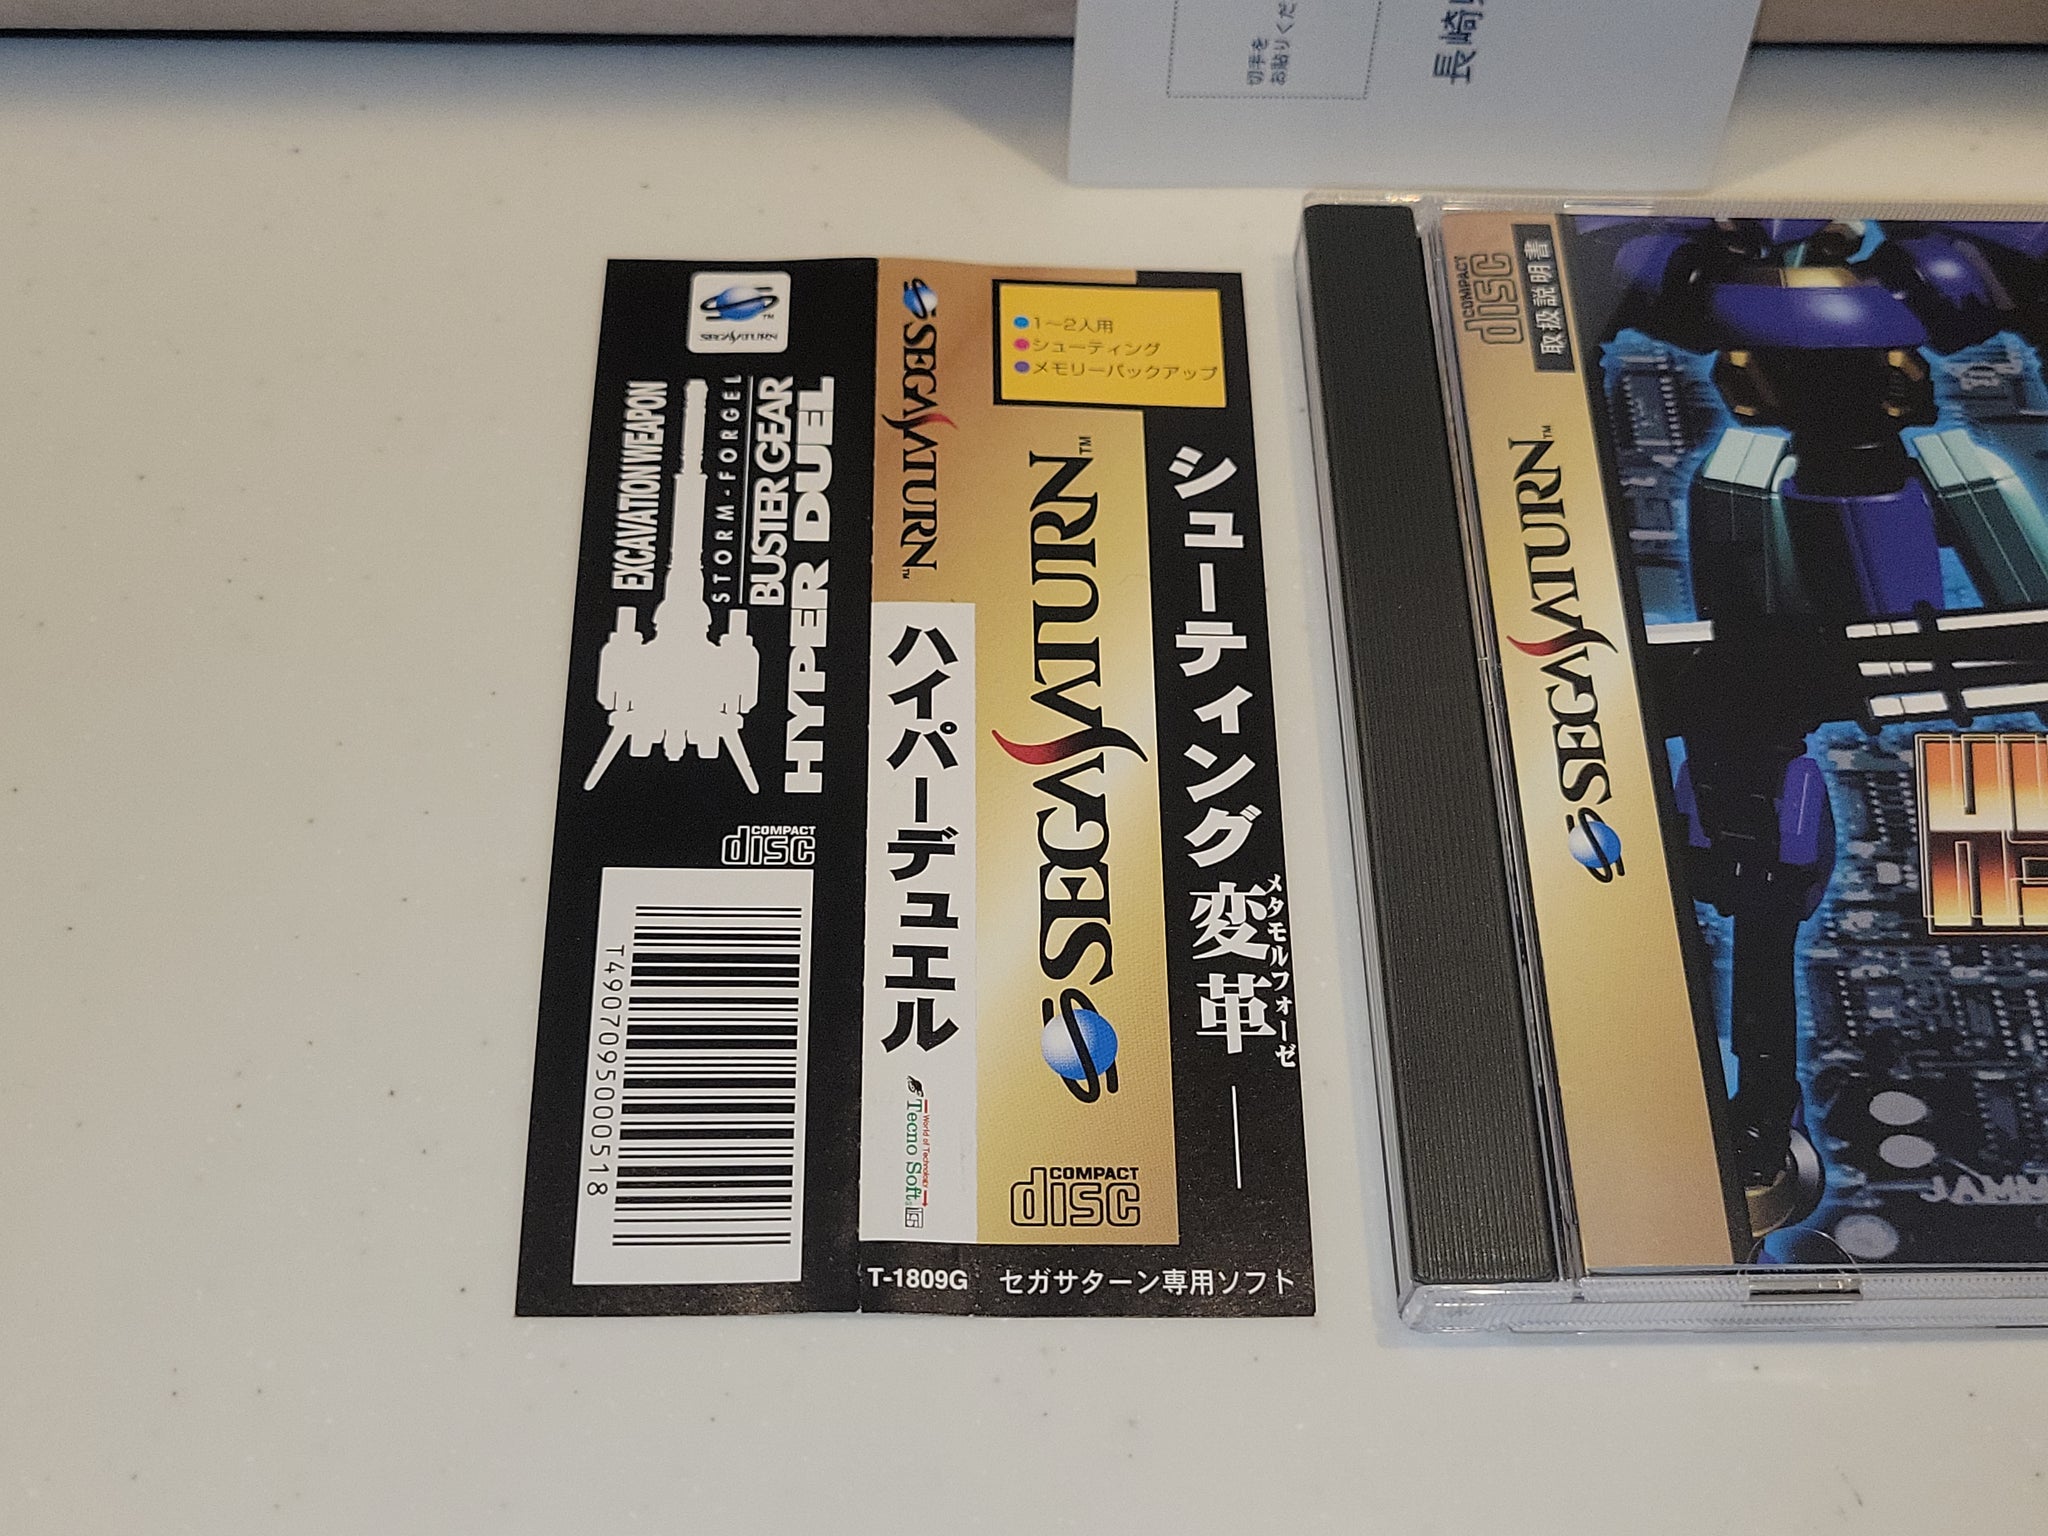 切手を
お貼りくだ
長崎
SEGA SATURN
TM
EXCAVATION WEAPON
STORM-FORGEL
BUSTER GEAR
HYPER DUEL
COMPACT
disc
T4907095000518
SEGA SATURN
TM
ハイパーデュエル
World of Technology
Tecno Soft
T-1809G
1〜2人用
シューティング
メモリーバックアップ
SEGA SATURN
TM
COMPACT
disc
シューティング変革
メタモルフォーゼ
セガサターン専用ソフト
COMPACT
disc
取扱説明書
SEGA SATURN
TM